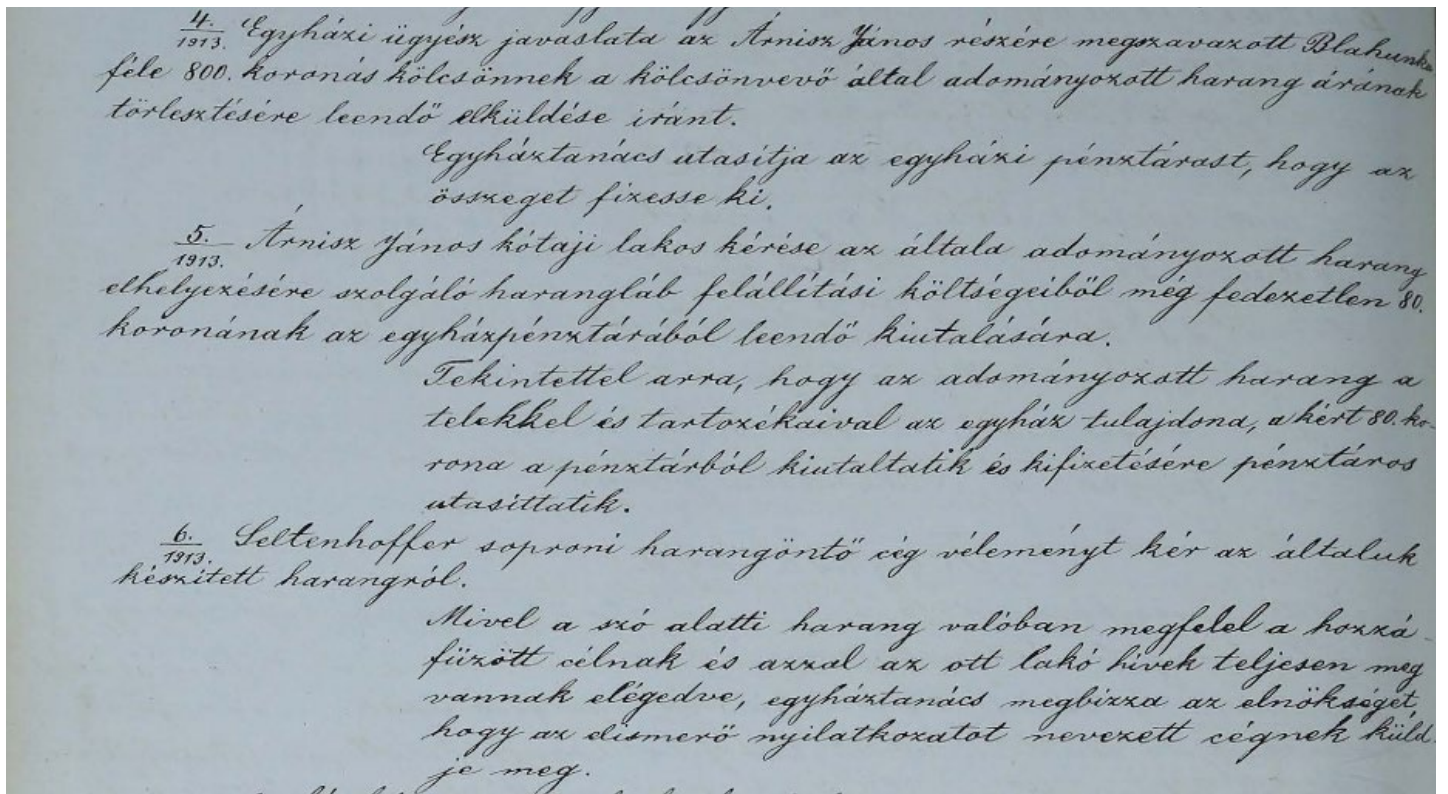 4./1913. Egyházi ügyész javaslata az Árnisz János részére megszavazott Blahunka
féle 800. koronás kölcsönnek a kölcsönvevő által adományozott harang árának
törlesztésére leendő elküldése iránt.
Egyháztanács utasítja az egyházi pénztárost, hogy az
összeget fizesse ki.
5./1913. Árnisz János kótaji lakos kérése az általa adományozott harang
elhelyezésére szolgáló harangláb felállítási költségeiből még fedezetlen 80.
koronának az egyházpénztárából leendő kiutalására.
Tekintettel arra, hogy az adományozott harang a
telekkel és tartozékaival az egyház tulajdona, a kért 80. ko-
rona a pénztárból kiutaltatik és kifizetésére pénztáros
utasíttatik.
6./1913. Seltenhoffer soproni harangöntő cég véleményt kér az általuk
készített harangról.
Mivel a szó alatti harang valóban megfelel a hozzá-
fűzött célnak és azzal az ott lakó hívek teljesen meg
vannak elégedve, egyháztanács megbizza az elnökséget,
hogy az elismerő nyilatkozatot nevezett cégnek küld-
je meg.